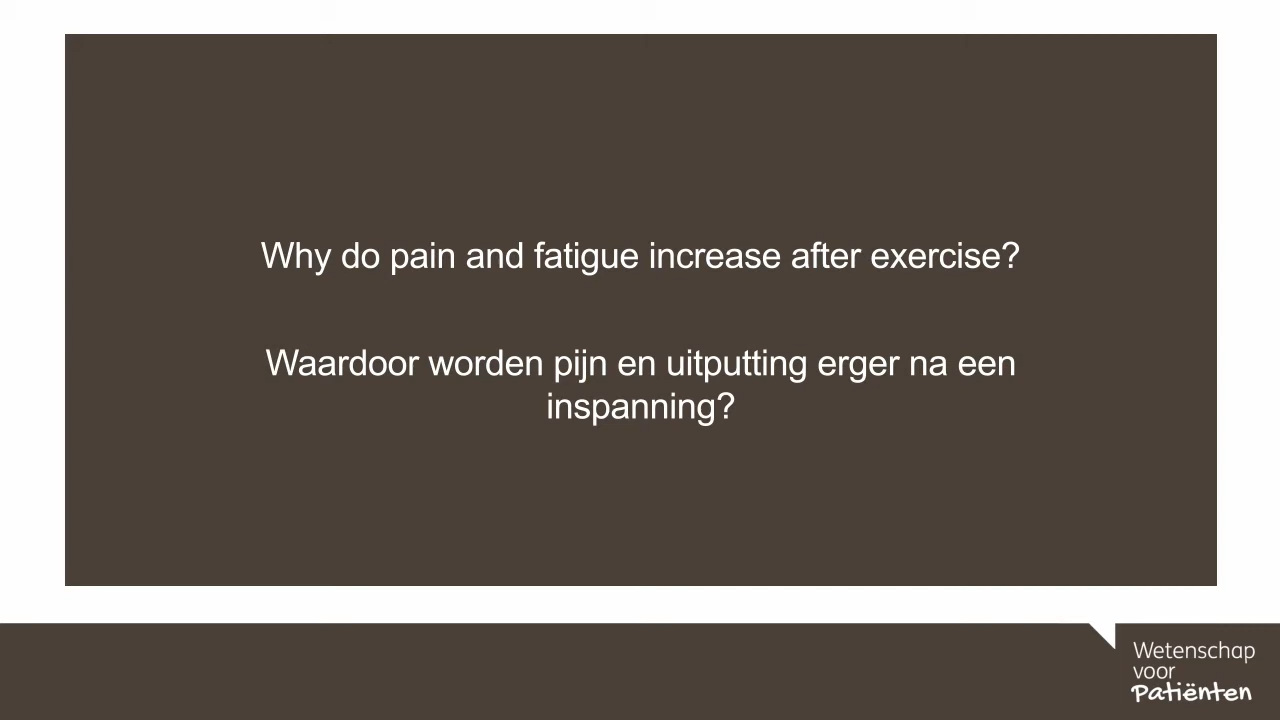 Why do pain and fatigue increase after exercise?
Waardoor worden pijn en uitputting erger na een
inspanning?
Wetenschap
voor
Patiënten